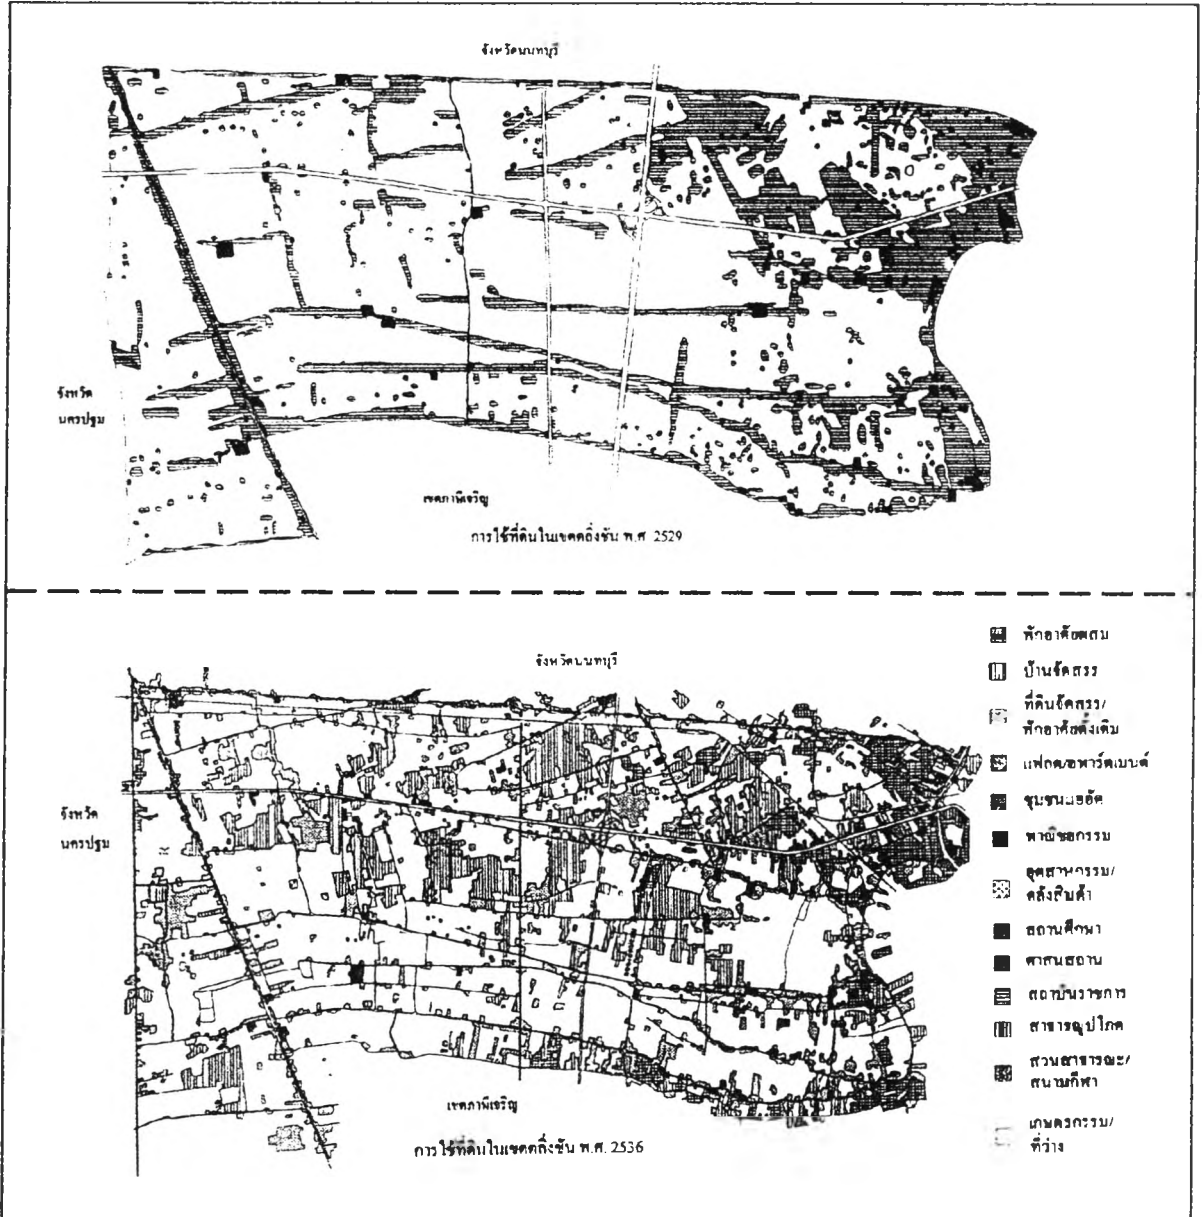 จังหวัดนนทบุรี
จังหวัด
นครปฐม
เขตภาษีเจริญ
การใช้ที่ดินในเขตตลิ่งชัน พ.ศ 2529
พักอาศัยผสม
บ้านจัดสรร
จังหวัดนนทบุรี
ที่ดินจัดสรร/
พักอาศัยดั้งเดิม
แฟลต/อพาร์ตเมนต์
ชุมชนแออัด
จังหวัด
นครปฐม
พาณิชยกรรม
อุตสาหกรรม/
คลังสินค้า
สถานศึกษา
ศาสนสถาน
สถาบันราชการ
สาธารณูปโภค
สวนสาธารณะ/
สนามกีฬา
เขตภาษีเจริญ
เกษตรกรรม/
ที่ว่าง
การใช้ที่ดินในเขตตลิ่งชัน พ.ศ. 2536